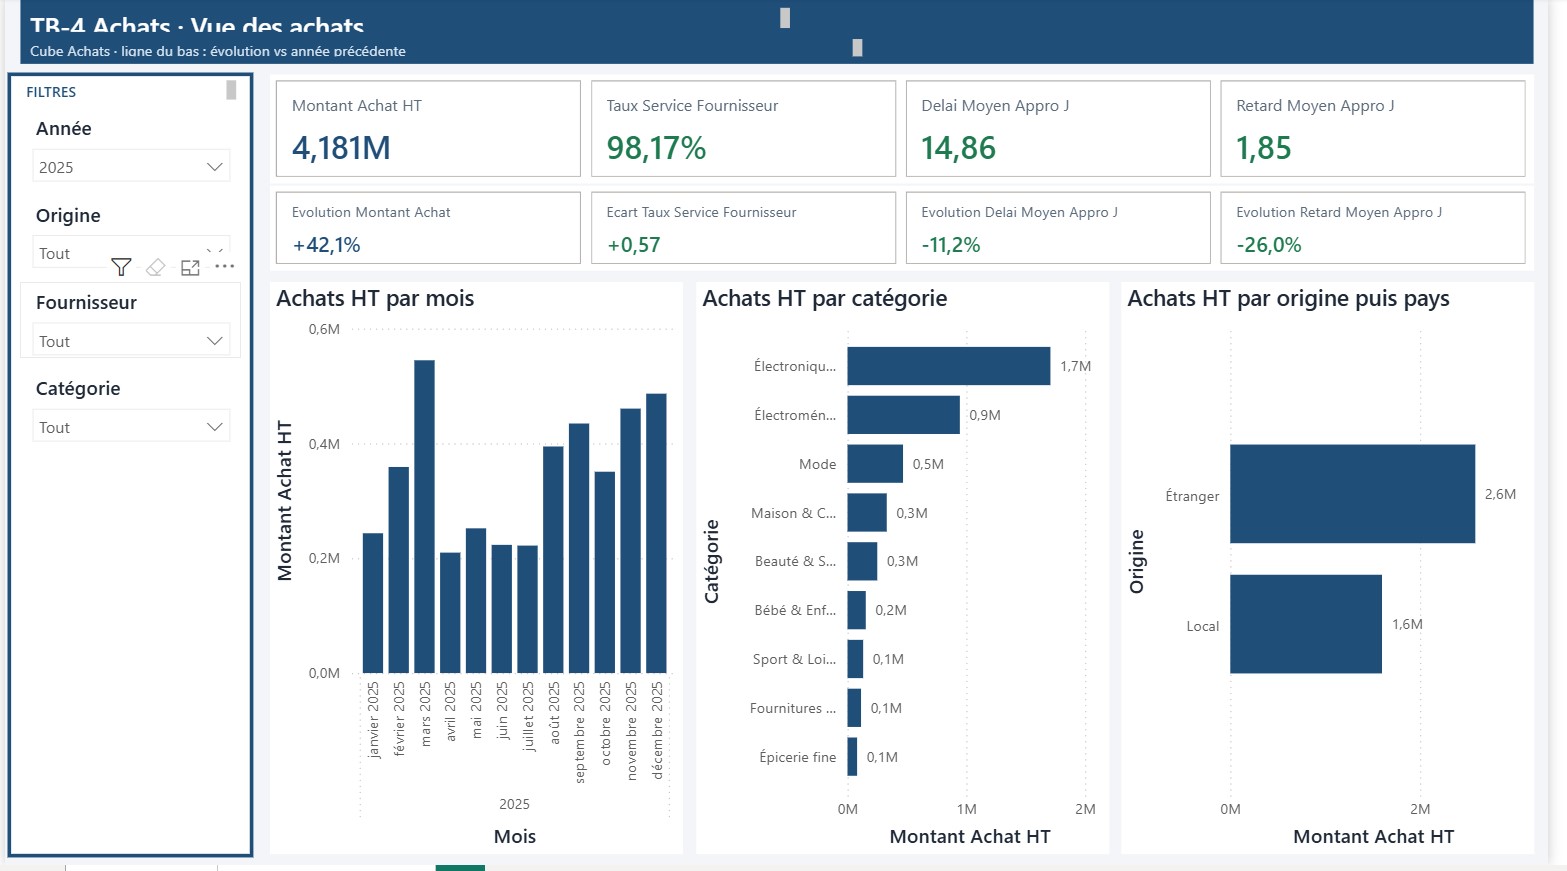 TB-4 Achats · Vue des achats
Cube Achats · ligne du bas : évolution vs année précédente
FILTRES
Année
2025
Origine
Tout
Fournisseur
Tout
Catégorie
Tout
Montant Achat HT
4,181M
Taux Service Fournisseur
98,17%
Delai Moyen Appro J
14,86
Retard Moyen Appro J
1,85
Evolution Montant Achat
+42,1%
Ecart Taux Service Fournisseur
+0,57
Evolution Delai Moyen Appro J
-11,2%
Evolution Retard Moyen Appro J
-26,0%
Achats HT par mois
Montant Achat HT
0,6M
0,4M
0,2M
0,0M
janvier 2025
février 2025
mars 2025
avril 2025
mai 2025
juin 2025
juillet 2025
août 2025
septembre 2025
octobre 2025
novembre 2025
décembre 2025
2025
Mois
Achats HT par catégorie
Catégorie
Électroniqu... 1,7M
Électromén... 0,9M
Mode 0,5M
Maison & C... 0,3M
Beauté & S... 0,3M
Bébé & Enf... 0,2M
Sport & Loi... 0,1M
Fournitures ... 0,1M
Épicerie fine 0,1M
0M 1M 2M
Montant Achat HT
Achats HT par origine puis pays
Origine
Étranger 2,6M
Local 1,6M
0M 2M
Montant Achat HT